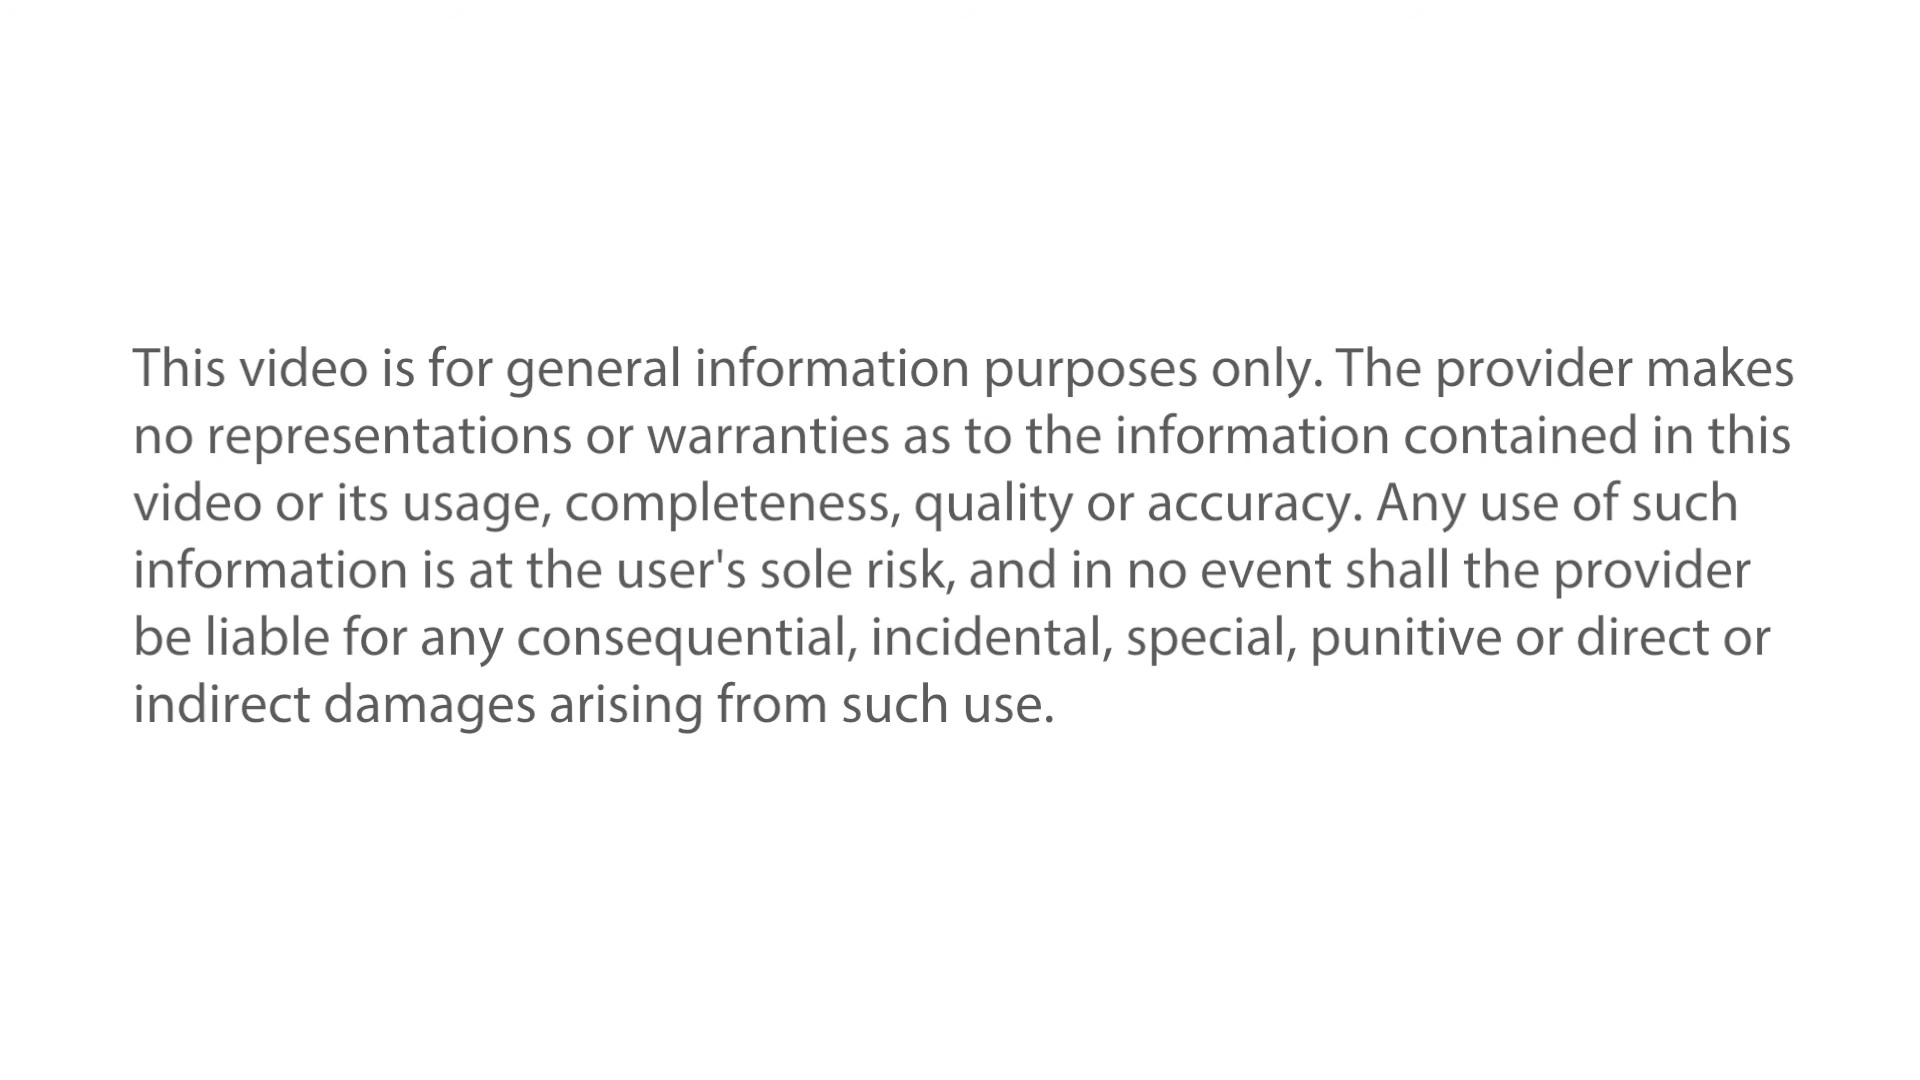 This video is for general information purposes only. The provider makes
no representations or warranties as to the information contained in this
video or its usage, completeness, quality or accuracy. Any use of such
information is at the user's sole risk, and in no event shall the provider
be liable for any consequential, incidental, special, punitive or direct or
indirect damages arising from such use.